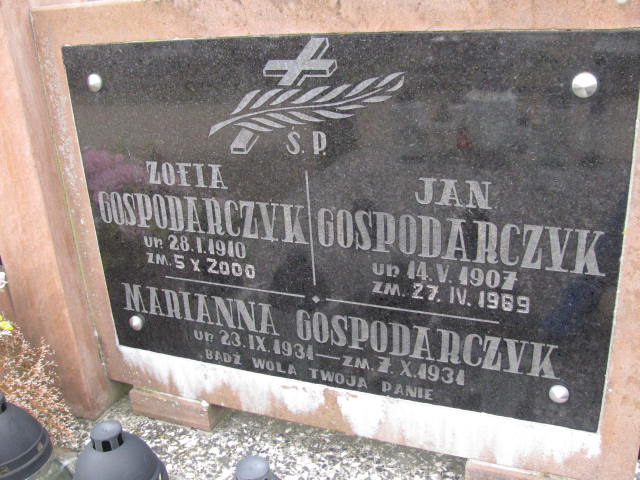 Ś.P.
ZOFIA
GOSPODARCZYK
ur. 28.I.1910
ZM. 5 X 2000
JAN
GOSPODARCZYK
ur. 14.V.1907
ZM. 27.IV.1989
MARIANNA GOSPODARCZYK
ur. 23.IX.1931 — ZM. 7.X.1931
BĄDŹ WOLA TWOJA PANIE